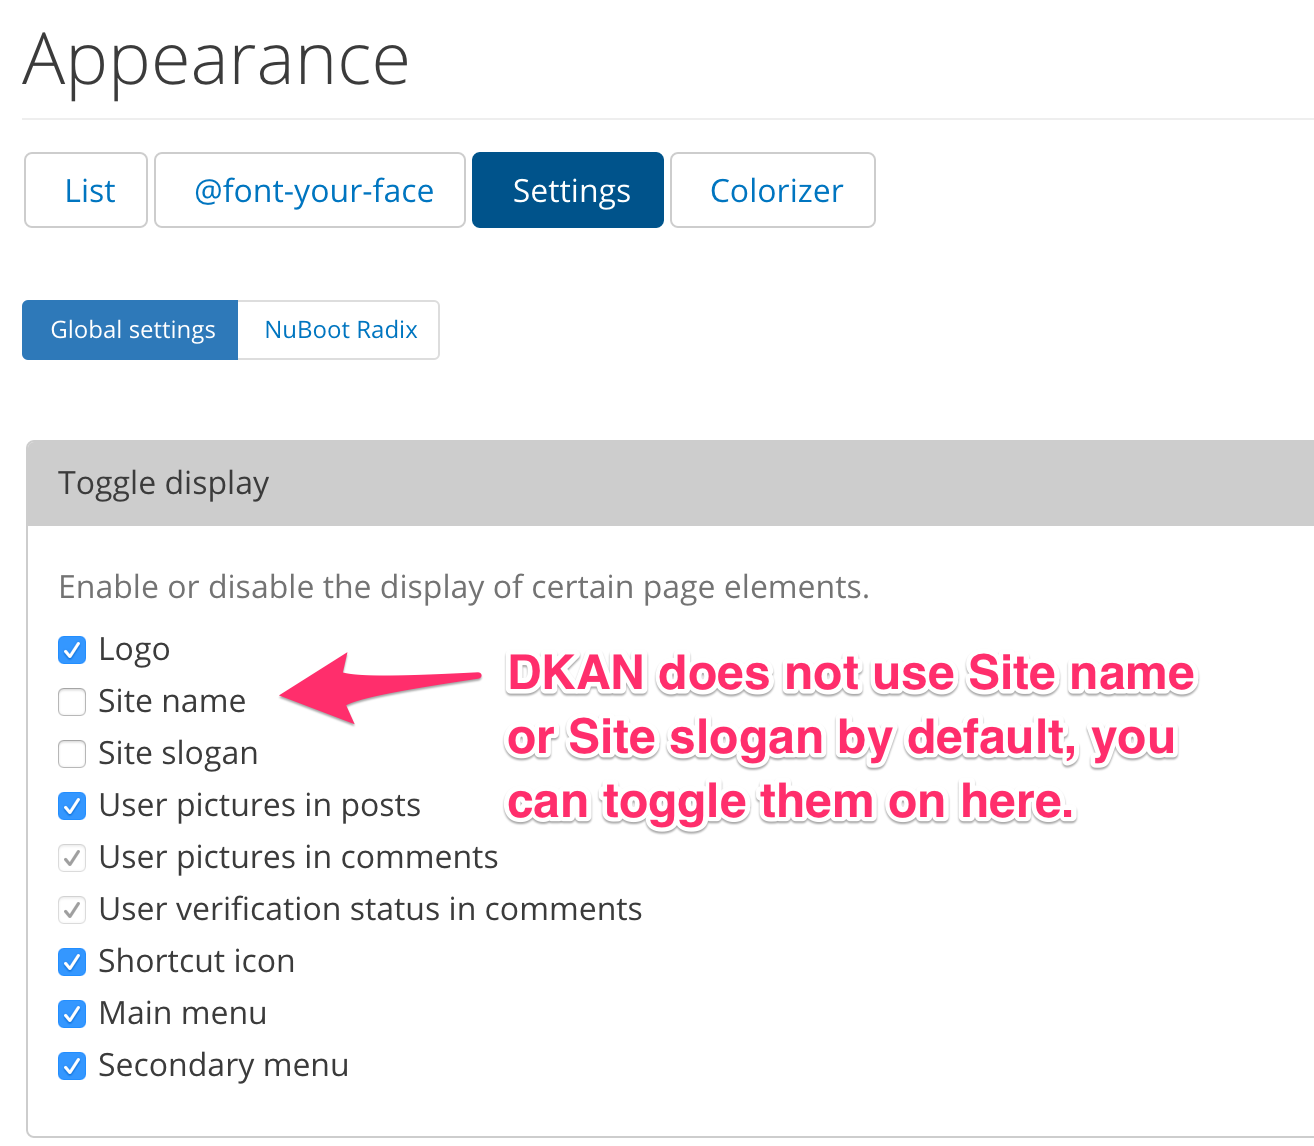 Appearance
List @font-your-face Settings Colorizer
Global settings NuBoot Radix
Toggle display
Enable or disable the display of certain page elements.
Logo
Site name
Site slogan
User pictures in posts
User pictures in comments
User verification status in comments
Shortcut icon
Main menu
Secondary menu
DKAN does not use Site name
or Site slogan by default, you
can toggle them on here.